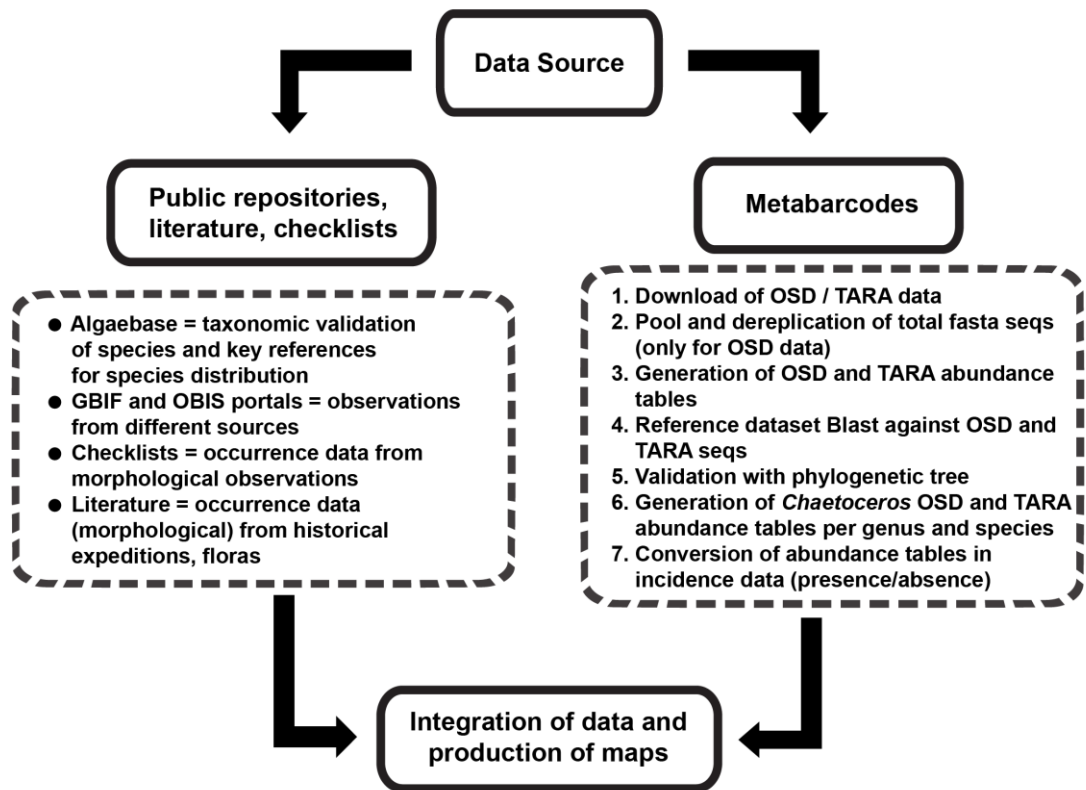 Data Source
Public repositories,
literature, checklists
● Algaebase = taxonomic validation
of species and key references
for species distribution
● GBIF and OBIS portals = observations
from different sources
● Checklists = occurrence data from
morphological observations
● Literature = occurrence data
(morphological) from historical
expeditions, floras
Metabarcodes
1. Download of OSD / TARA data
2. Pool and dereplication of total fasta seqs
(only for OSD data)
3. Generation of OSD and TARA abundance
tables
4. Reference dataset Blast against OSD and
TARA seqs
5. Validation with phylogenetic tree
6. Generation of Chaetoceros OSD and TARA
abundance tables per genus and species
7. Conversion of abundance tables in
incidence data (presence/absence)
Integration of data and
production of maps